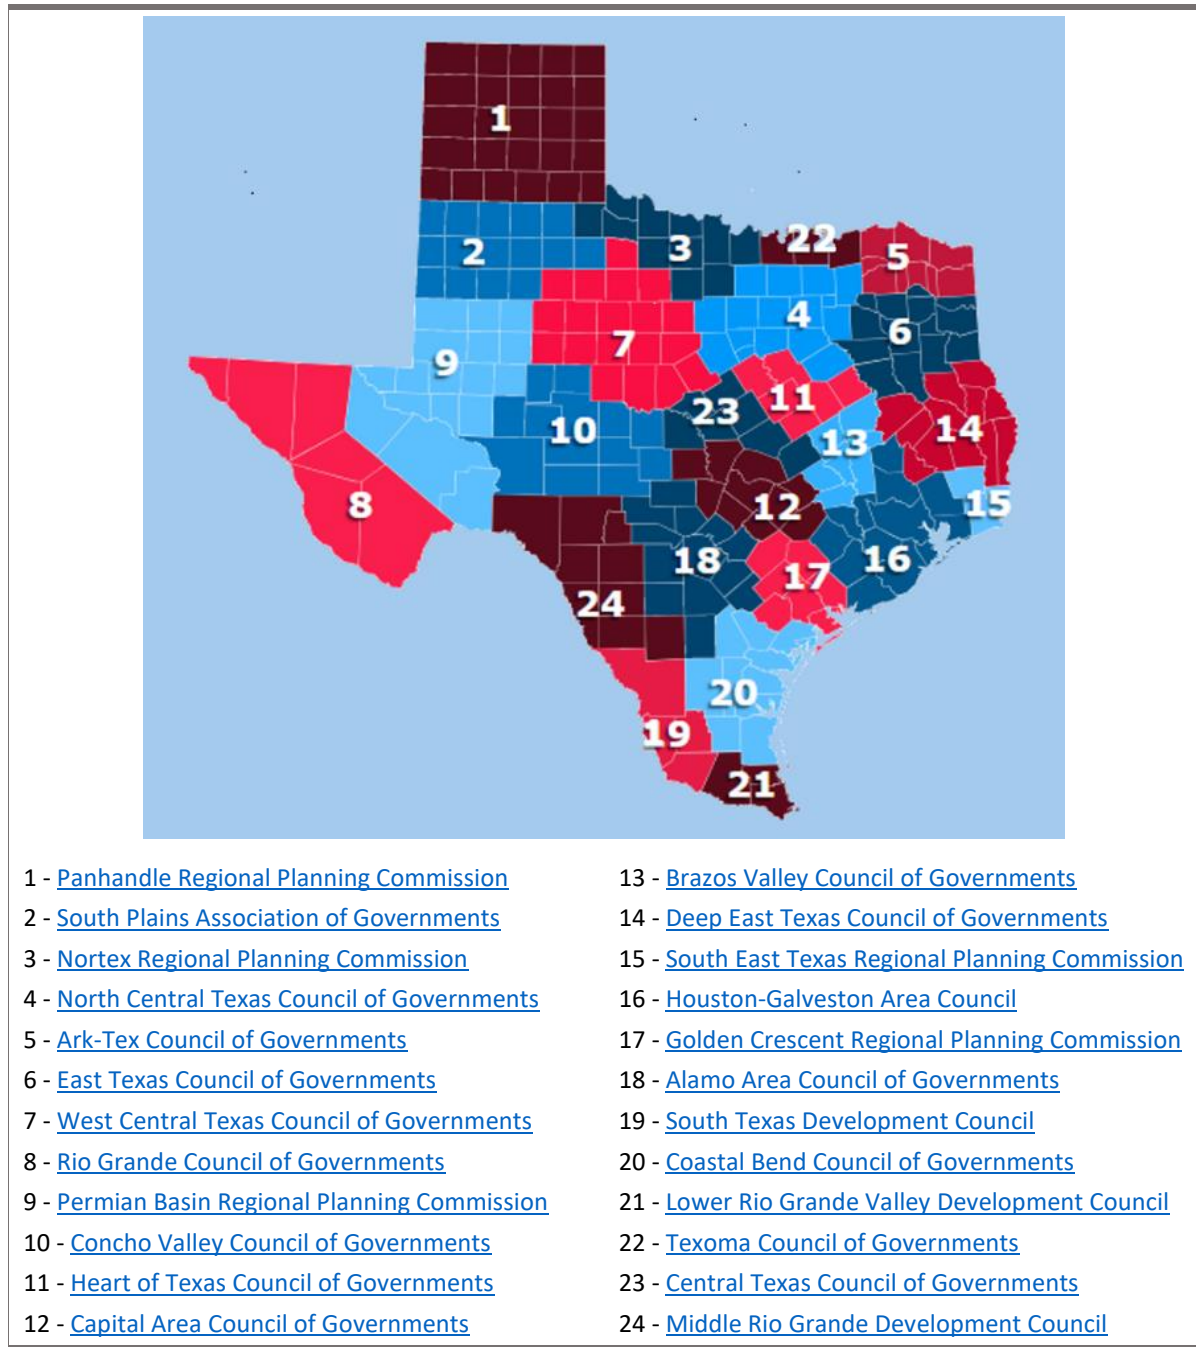 1
2
3
22
5
4
6
7
9
11
23
10
13
14
8
12
15
18
16
17
24
20
19
21
1 - Panhandle Regional Planning Commission
2 - South Plains Association of Governments
3 - Nortex Regional Planning Commission
4 - North Central Texas Council of Governments
5 - Ark-Tex Council of Governments
6 - East Texas Council of Governments
7 - West Central Texas Council of Governments
8 - Rio Grande Council of Governments
9 - Permian Basin Regional Planning Commission
10 - Concho Valley Council of Governments
11 - Heart of Texas Council of Governments
12 - Capital Area Council of Governments
13 - Brazos Valley Council of Governments
14 - Deep East Texas Council of Governments
15 - South East Texas Regional Planning Commission
16 - Houston-Galveston Area Council
17 - Golden Crescent Regional Planning Commission
18 - Alamo Area Council of Governments
19 - South Texas Development Council
20 - Coastal Bend Council of Governments
21 - Lower Rio Grande Valley Development Council
22 - Texoma Council of Governments
23 - Central Texas Council of Governments
24 - Middle Rio Grande Development Council